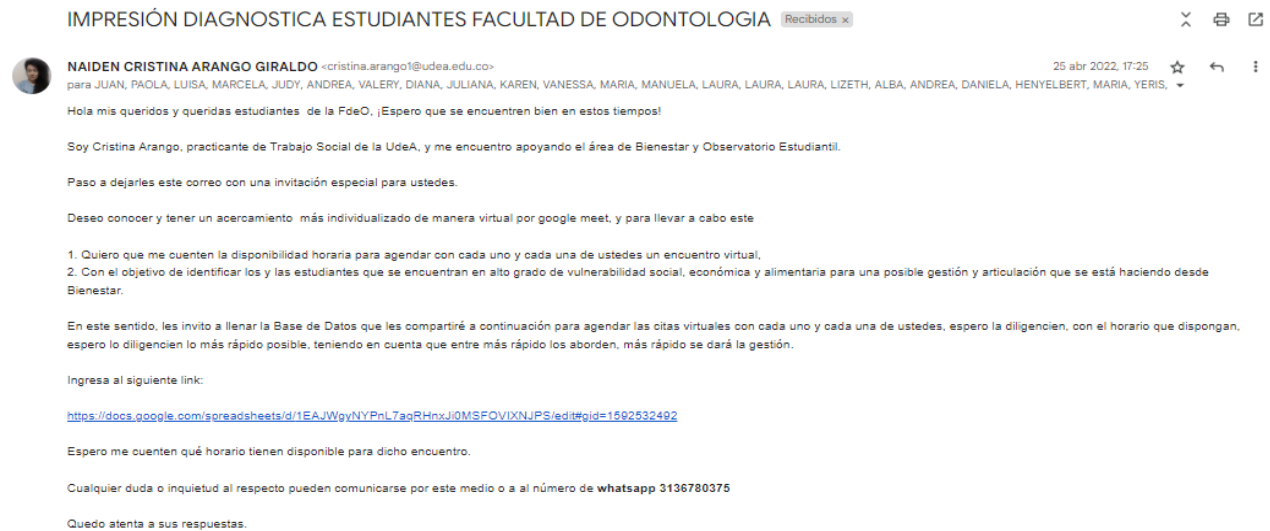 IMPRESIÓN DIAGNOSTICA ESTUDIANTES FACULTAD DE ODONTOLOGIA Recibidos x
NAIDEN CRISTINA ARANGO GIRALDO <cristina.arango1@udea.edu.co> 25 abr 2022, 17:25
para JUAN, PAOLA, LUISA, MARCELA, JUDY, ANDREA, VALERY, DIANA, JULIANA, KAREN, VANESSA, MARIA, MANUELA, LAURA, LAURA, LAURA, LIZETH, ALBA, ANDREA, DANIELA, HENYELBERT, MARIA, YERIS,
Hola mis queridos y queridas estudiantes de la FdeO, ¡Espero que se encuentren bien en estos tiempos!
Soy Cristina Arango, practicante de Trabajo Social de la UdeA, y me encuentro apoyando el área de Bienestar y Observatorio Estudiantil.
Paso a dejarles este correo con una invitación especial para ustedes.
Deseo conocer y tener un acercamiento más individualizado de manera virtual por google meet, y para llevar a cabo este
1. Quiero que me cuenten la disponibilidad horaria para agendar con cada uno y cada una de ustedes un encuentro virtual,
2. Con el objetivo de identificar los y las estudiantes que se encuentran en alto grado de vulnerabilidad social, económica y alimentaria para una posible gestión y articulación que se está haciendo desde
Bienestar.
En este sentido, les invito a llenar la Base de Datos que les compartiré a continuación para agendar las citas virtuales con cada uno y cada una de ustedes, espero la diligencien, con el horario que dispongan,
espero lo diligencien lo más rápido posible, teniendo en cuenta que entre más rápido los aborden, más rápido se dará la gestión.
Ingresa al siguiente link:
https://docs.google.com/spreadsheets/d/1EAJWgyNYPnL7aqRHnxJi0MSFOVIXNJPS/edit#gid=1592532492
Espero me cuenten qué horario tienen disponible para dicho encuentro.
Cualquier duda o inquietud al respecto pueden comunicarse por este medio o a al número de whatsapp 3136780375
Quedo atenta a sus respuestas.